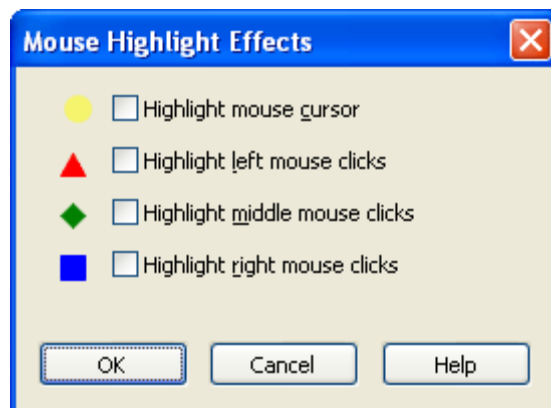 Mouse Highlight Effects
Highlight mouse cursor
Highlight left mouse clicks
Highlight middle mouse clicks
Highlight right mouse clicks
OK Cancel Help